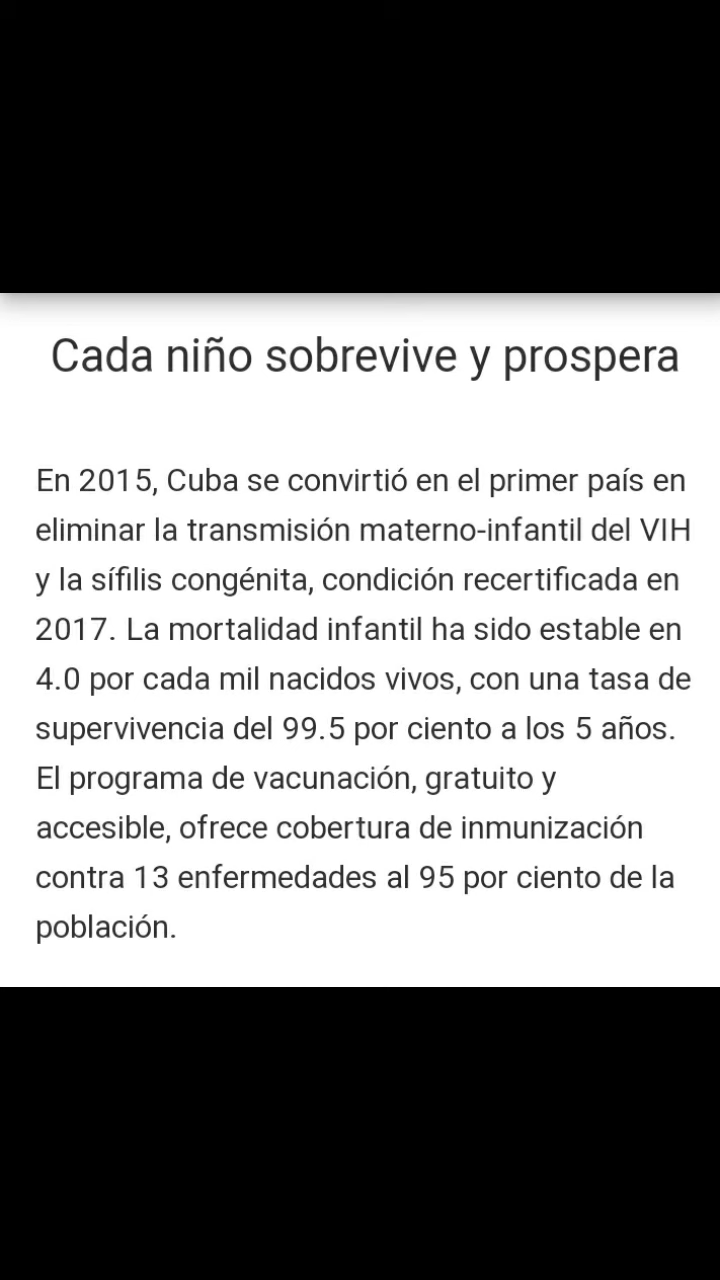 Cada niño sobrevive y prospera
En 2015, Cuba se convirtió en el primer país en
eliminar la transmisión materno-infantil del VIH
y la sífilis congénita, condición recertificada en
2017. La mortalidad infantil ha sido estable en
4.0 por cada mil nacidos vivos, con una tasa de
supervivencia del 99.5 por ciento a los 5 años.
El programa de vacunación, gratuito y
accesible, ofrece cobertura de inmunización
contra 13 enfermedades al 95 por ciento de la
población.